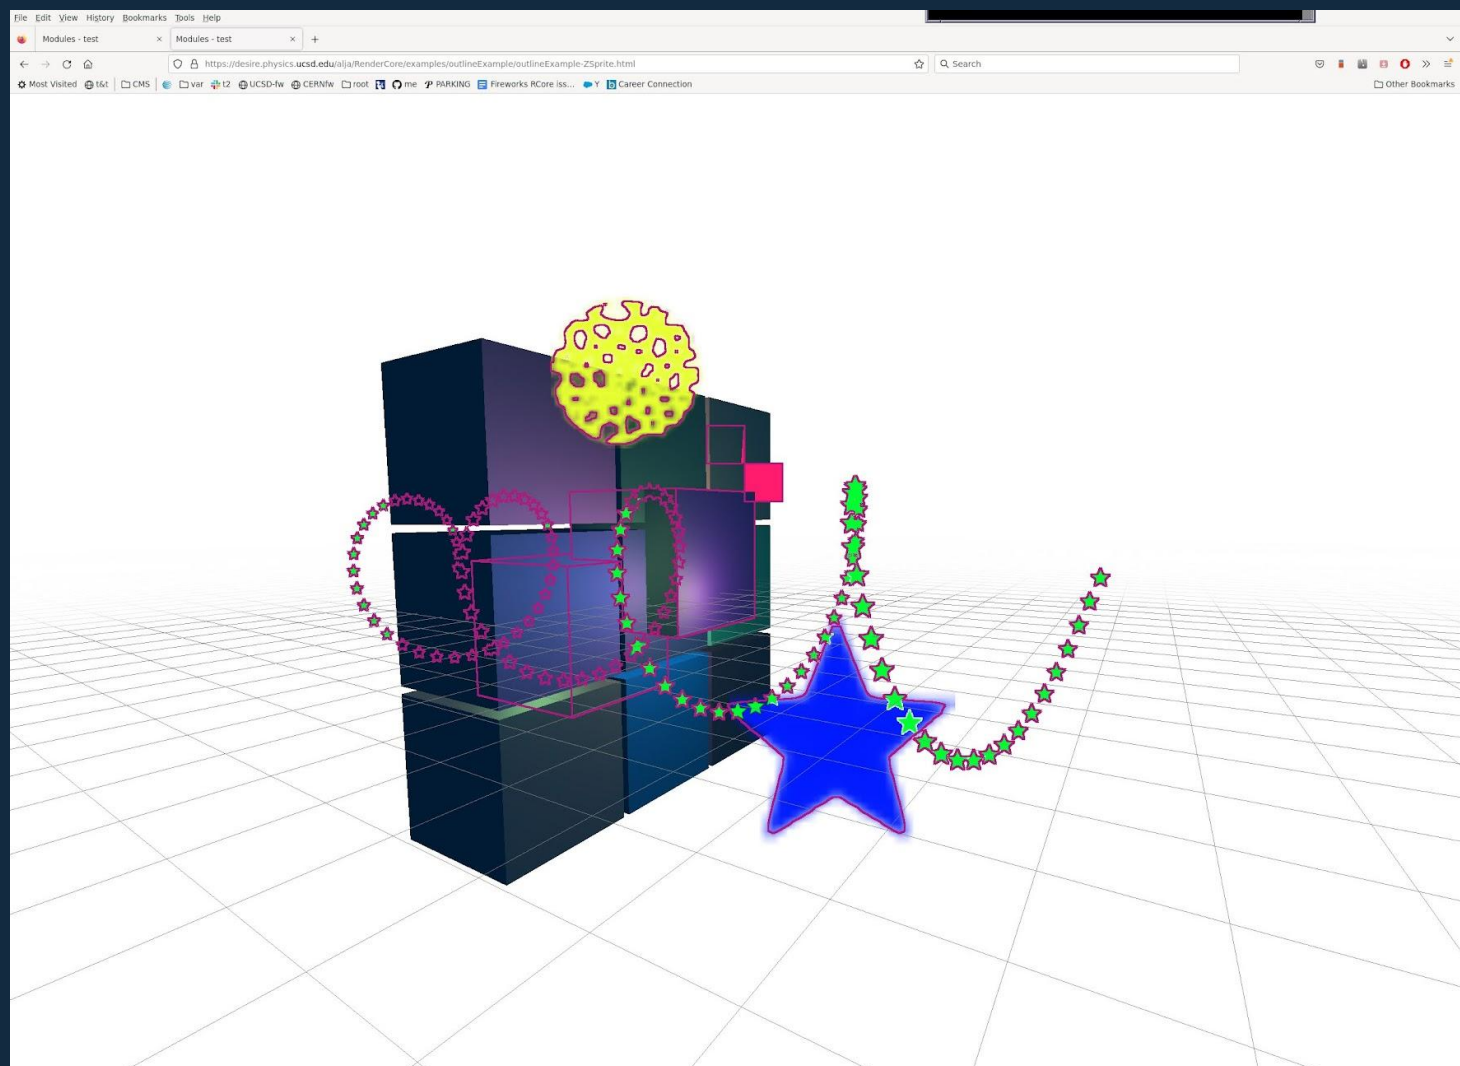 File Edit View History Bookmarks Tools Help
Modules - test × Modules - test × +
https://desire.physics.ucsd.edu/alja/RenderCore/examples/outlineExample/outlineExample-ZSprite.html Search
Most Visited t&t CMS var t2 UCSD-fw CERNfw root me PARKING Fireworks RCore iss... Y Career Connection Other Bookmarks